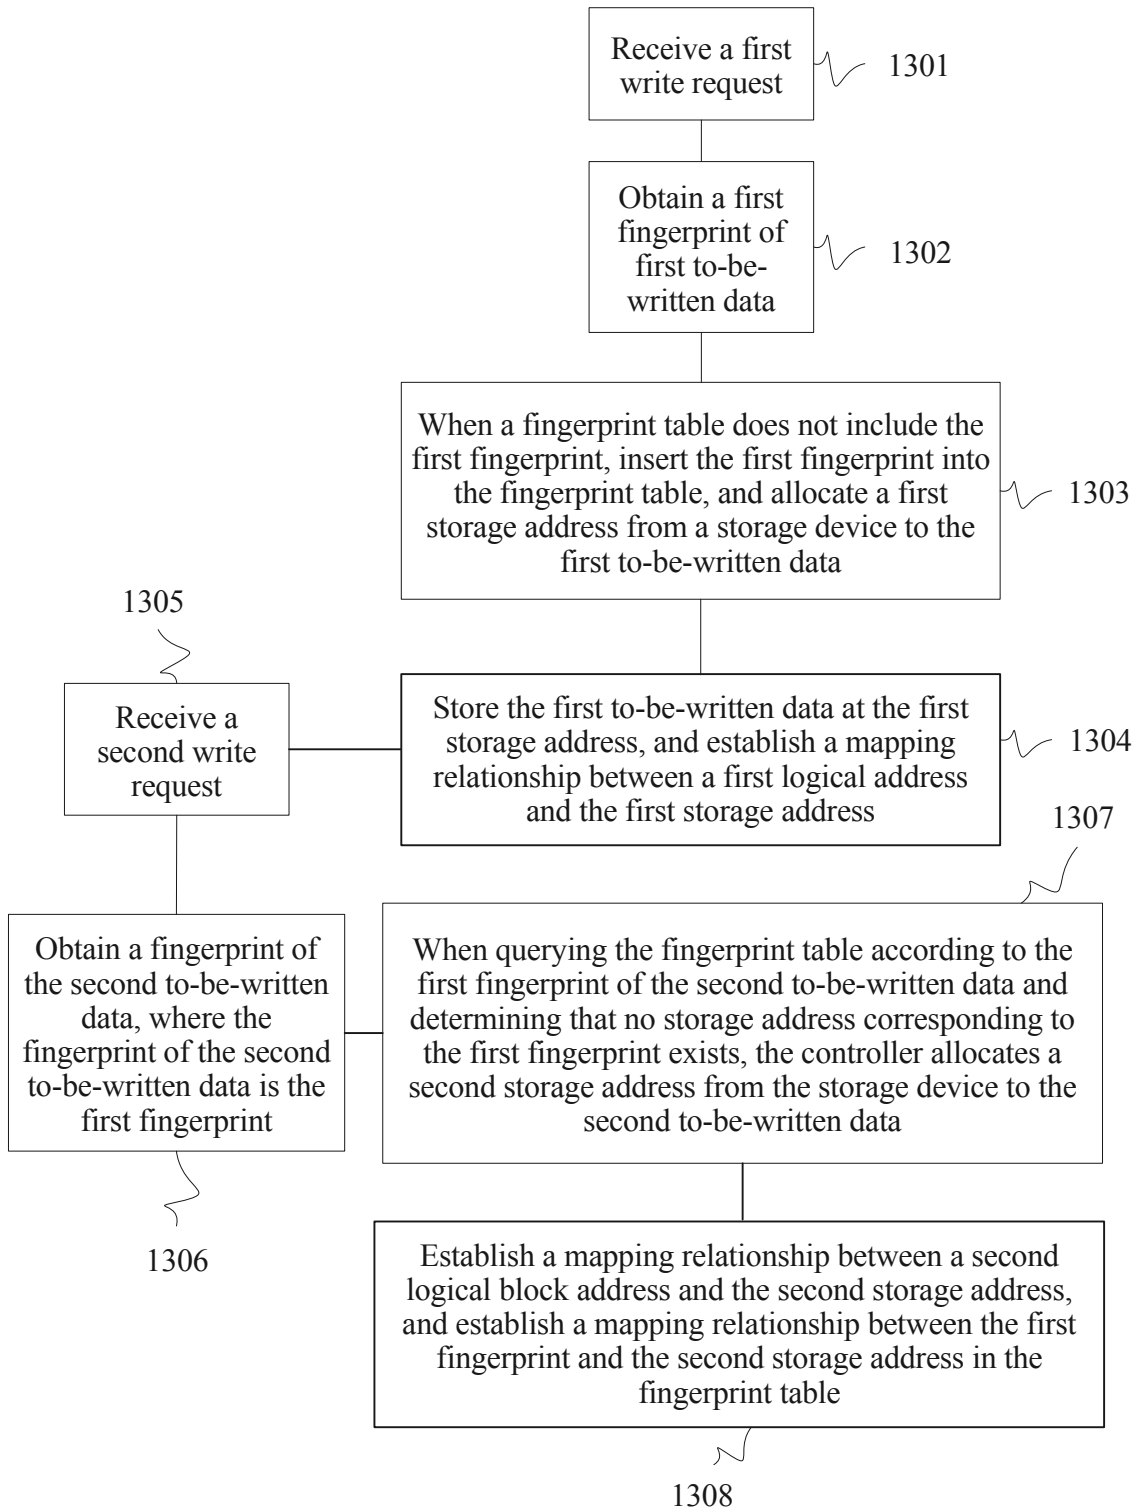 Receive a first
write request
1301
Obtain a first
fingerprint of
first to-be-
written data
1302
When a fingerprint table does not include the
first fingerprint, insert the first fingerprint into
the fingerprint table, and allocate a first
storage address from a storage device to the
first to-be-written data
1303
Store the first to-be-written data at the first
storage address, and establish a mapping
relationship between a first logical address
and the first storage address
1304
1305
Receive a
second write
request
Obtain a fingerprint of
the second to-be-written
data, where the
fingerprint of the second
to-be-written data is the
first fingerprint
1306
1307
When querying the fingerprint table according to the
first fingerprint of the second to-be-written data and
determining that no storage address corresponding to
the first fingerprint exists, the controller allocates a
second storage address from the storage device to the
second to-be-written data
Establish a mapping relationship between a second
logical block address and the second storage address,
and establish a mapping relationship between the first
fingerprint and the second storage address in the
fingerprint table
1308